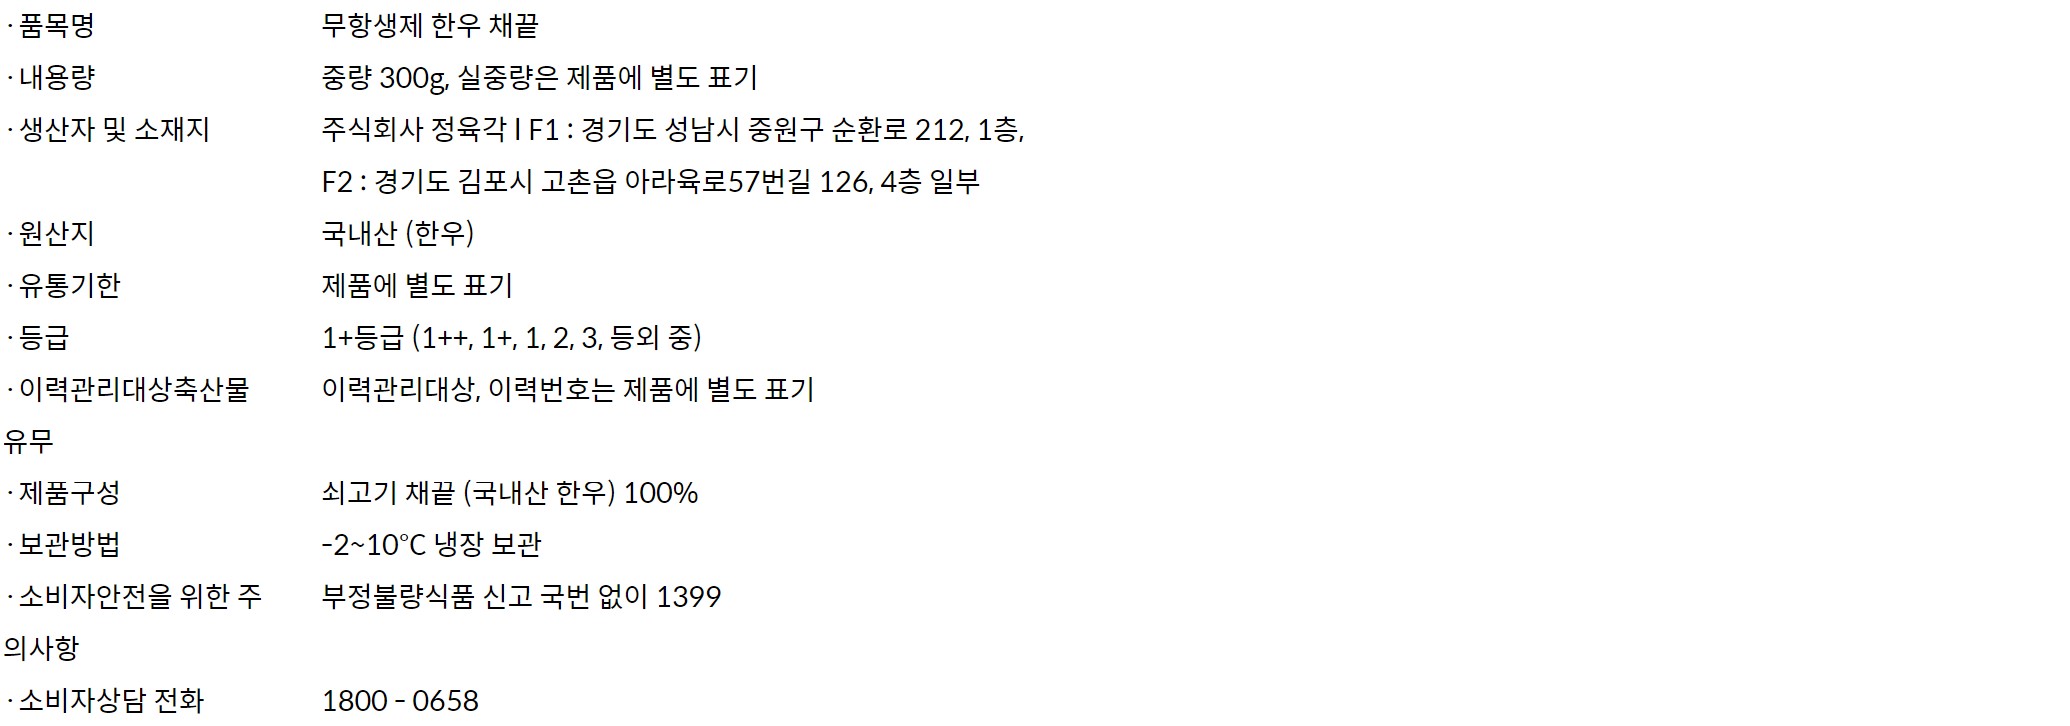 · 품목명 무항생제 한우 채끝
· 내용량 중량 300g, 실중량은 제품에 별도 표기
· 생산자 및 소재지 주식회사 정육각 l F1 : 경기도 성남시 중원구 순환로 212, 1층,
F2 : 경기도 김포시 고촌읍 아라육로57번길 126, 4층 일부
· 원산지 국내산 (한우)
· 유통기한 제품에 별도 표기
· 등급 1+등급 (1++, 1+, 1, 2, 3, 등외 중)
· 이력관리대상축산물 이력관리대상, 이력번호는 제품에 별도 표기
유무
· 제품구성 쇠고기 채끝 (국내산 한우) 100%
· 보관방법 -2~10°C 냉장 보관
· 소비자안전을 위한 주 부정불량식품 신고 국번 없이 1399
의사항
· 소비자상담 전화 1800 - 0658